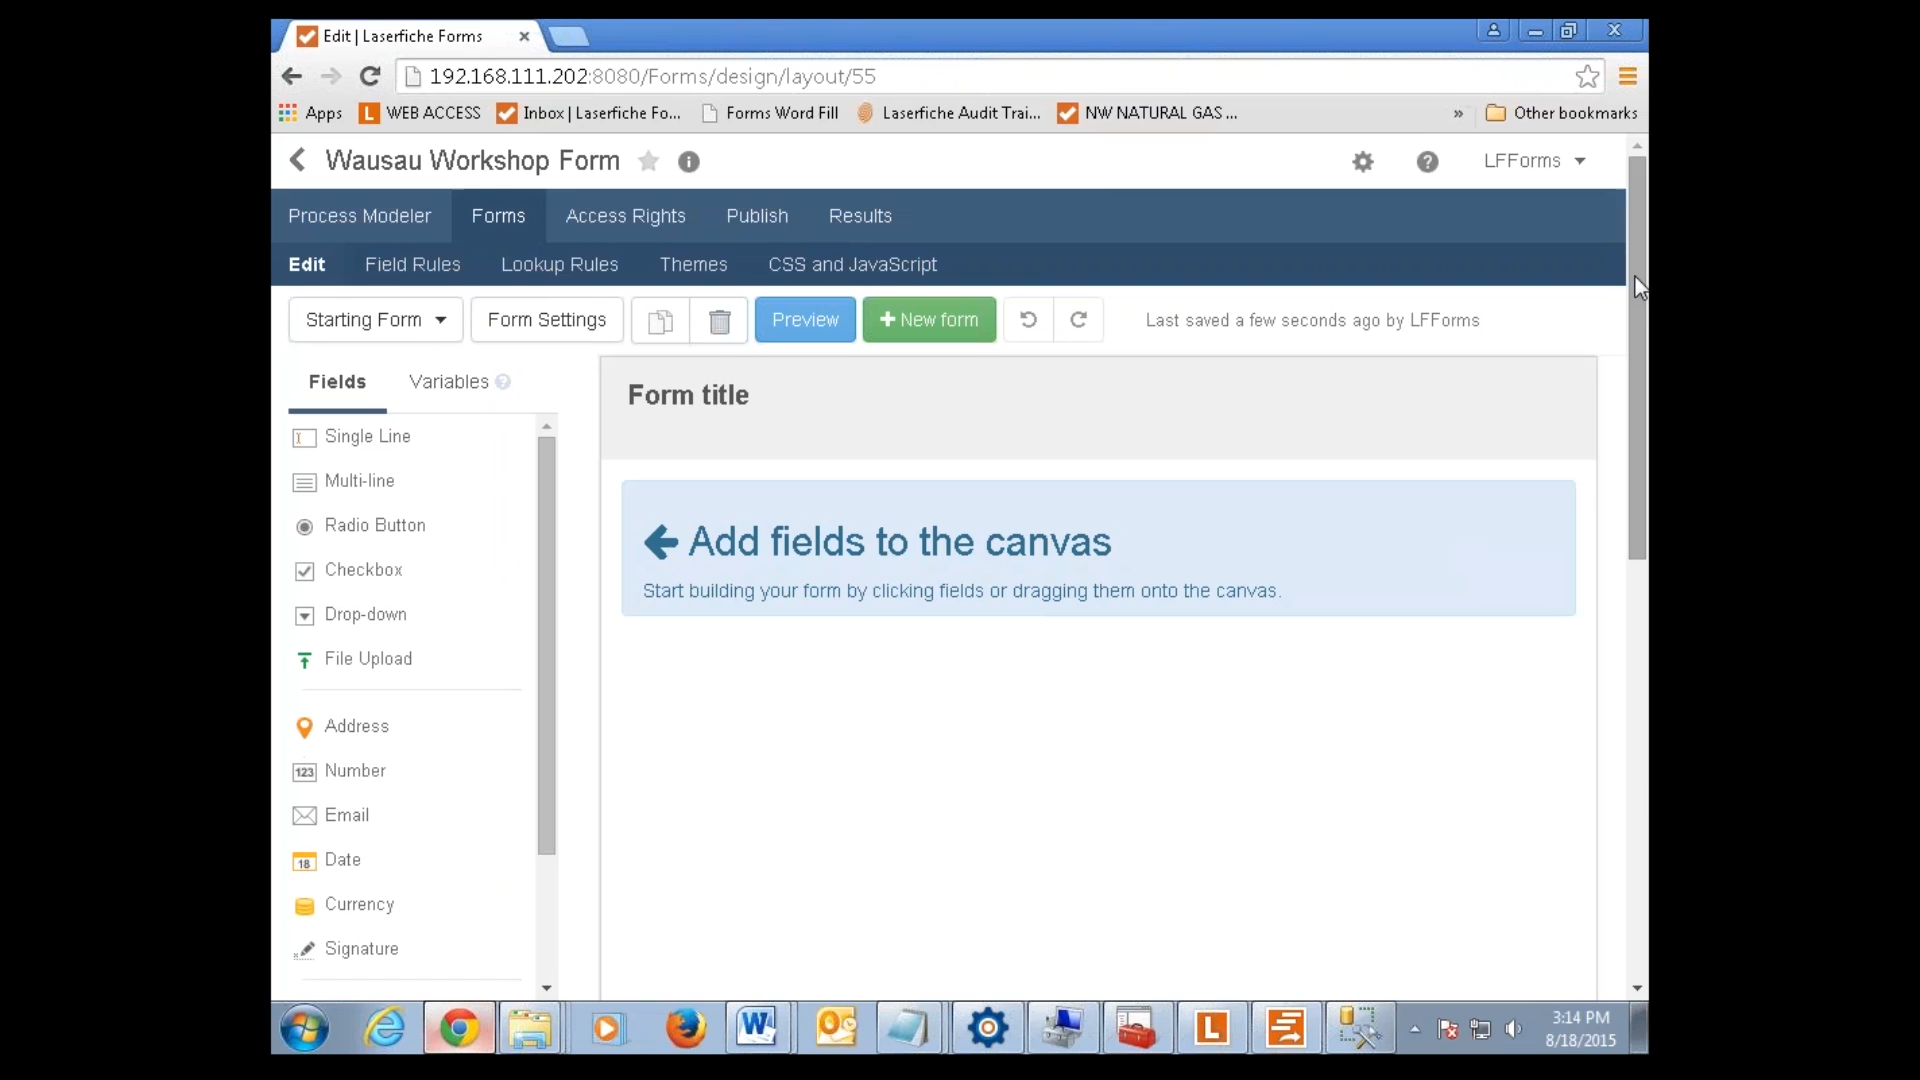 Edit | Laserfiche Forms
192.168.111.202:8080/Forms/design/layout/55
Apps
L WEB ACCESS
Inbox | Laserfiche Fo...
Forms Word Fill
Laserfiche Audit Trai...
NW NATURAL GAS ...
»
Other bookmarks
Wausau Workshop Form
LFForms
Process Modeler
Forms
Access Rights
Publish
Results
Edit
Field Rules
Lookup Rules
Themes
CSS and JavaScript
Starting Form
Form Settings
Preview
+ New form
Last saved a few seconds ago by LFForms
Fields
Variables ?
Form title
Single Line
Multi-line
Radio Button
Checkbox
Drop-down
File Upload
Add fields to the canvas
Start building your form by clicking fields or dragging them onto the canvas.
Address
123 Number
Email
18 Date
Currency
Signature
W
L
3:14 PM
8/18/2015